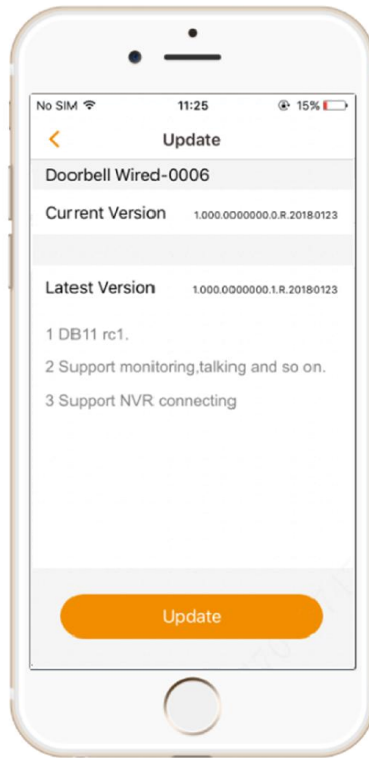 No SIM 11:25 15%
Update
Doorbell Wired-0006
Current Version 1.000.0000000.0.R.20180123
Latest Version 1.000.0000000.1.R.20180123
1 DB11 rc1.
2 Support monitoring,talking and so on.
3 Support NVR connecting
Update